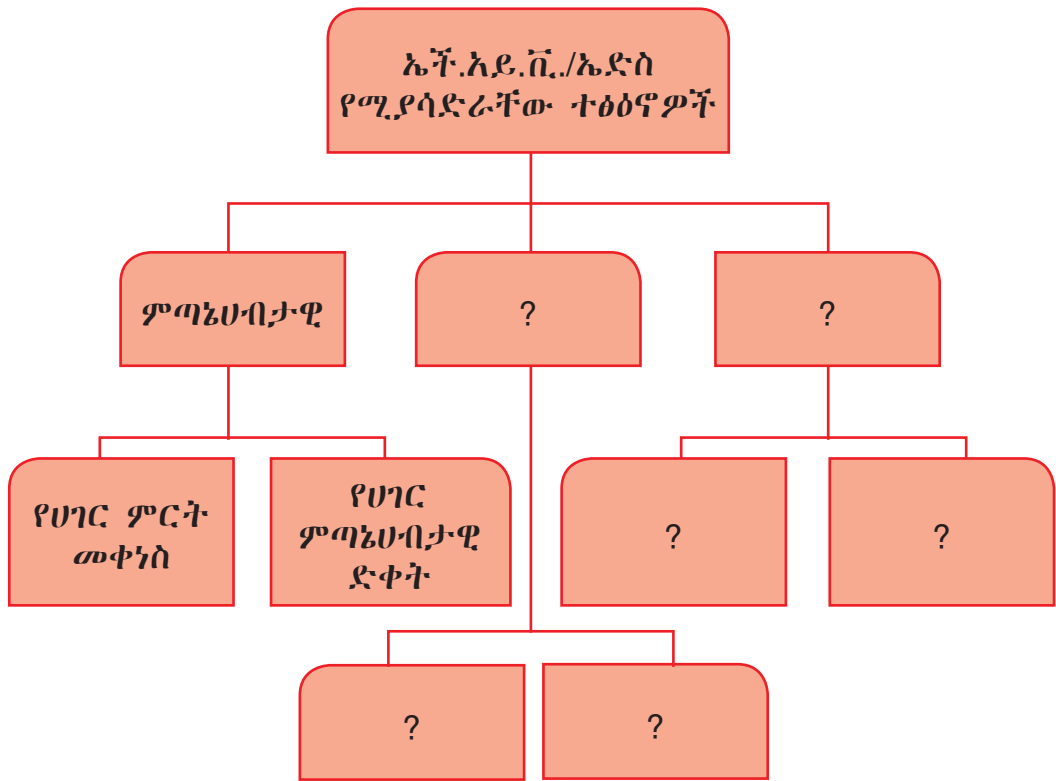 ኤች.አይ.ቪ./ኤድስ
የሚያሳድራቸው ተፅዕኖዎች
ምጣኔሀብታዊ
?
?
የሀገር ምርት
መቀነስ
የሀገር
ምጣኔሀብታዊ
ድቀት
?
?
?
?